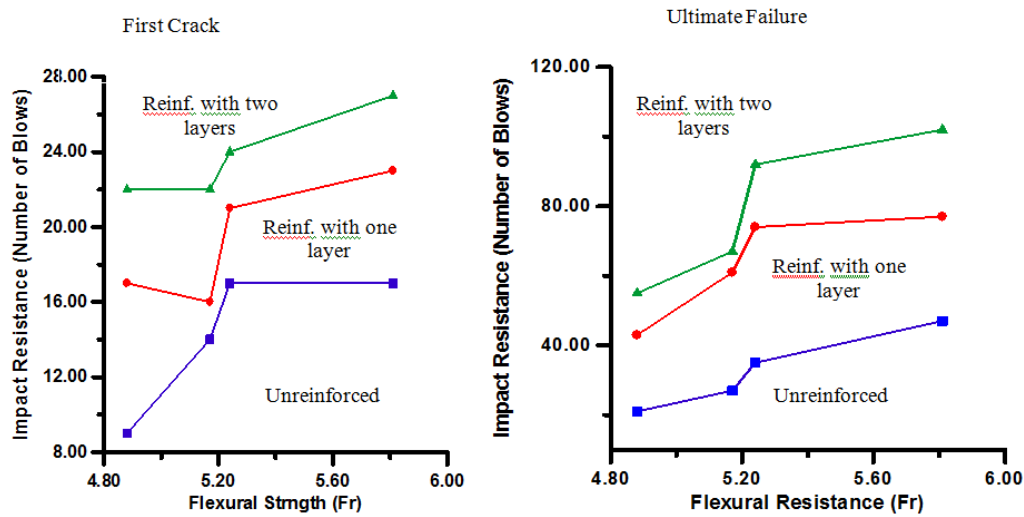 First Crack
Impact Resistance (Number of Blows)
28.00
24.00
20.00
16.00
12.00
8.00
Reinf. with two
layers
Reinf. with one
layer
Unreinforced
4.80
5.20
5.60
6.00
Flexural Strngth (Fr)
Ultimate Failure
Impact Resistance (Number of Blows)
120.00
80.00
40.00
Reinf. with two
layers
Reinf. with one
layer
Unreinforced
4.80
5.20
5.60
6.00
Flexural Resistance (Fr)